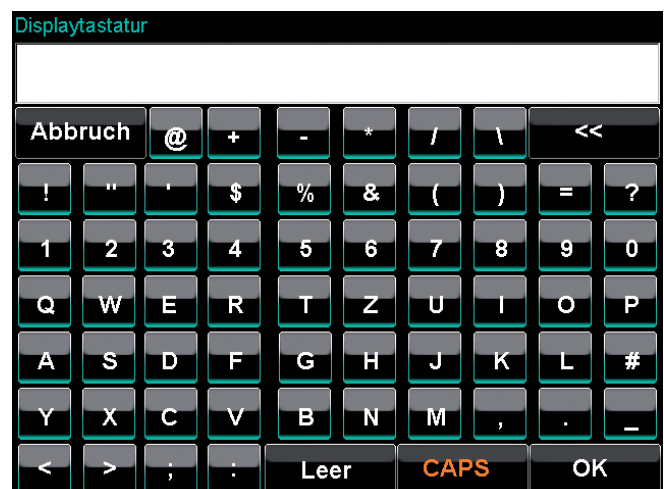 Displaytastatur
Abbruch @ + - * / \ <<
! " ' $ % & ( ) = ?
1 2 3 4 5 6 7 8 9 0
Q W E R T Z U I O P
A S D F G H J K L #
Y X C V B N M , . _
< > ; : Leer CAPS OK